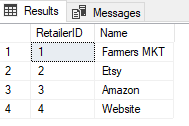 Results Messages
RetailerID Name
1 1 Farmers MKT
2 2 Etsy
3 3 Amazon
4 4 Website